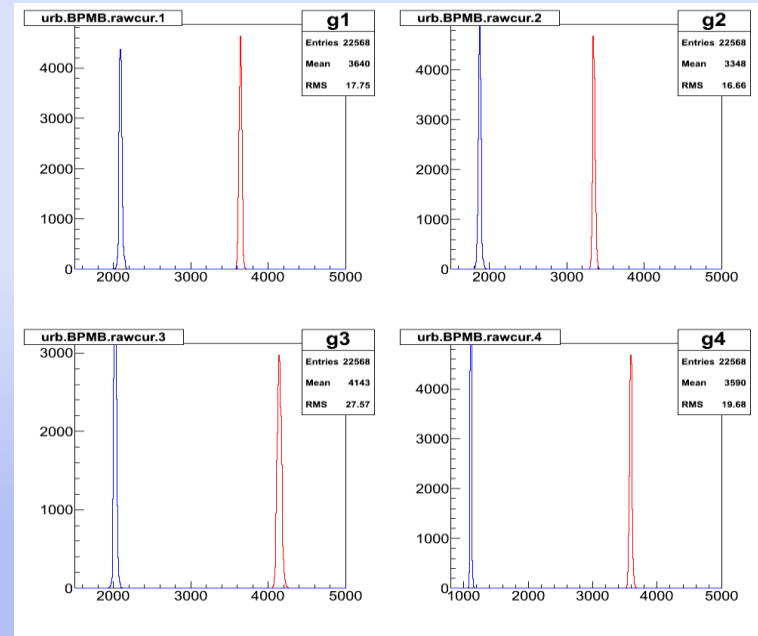 urb.BPMB.rawcur.1
g1
Entries 22568
Mean 3640
RMS 17.75
4000
3000
2000
1000
0
2000 3000 4000 5000
urb.BPMB.rawcur.2
g2
Entries 22568
Mean 3348
RMS 16.66
4000
3000
2000
1000
0
2000 3000 4000 5000
urb.BPMB.rawcur.3
g3
Entries 22568
Mean 4143
RMS 27.57
3000
2000
1000
0
2000 3000 4000 5000
urb.BPMB.rawcur.4
g4
Entries 22568
Mean 3590
RMS 19.68
4000
3000
2000
1000
0
1000 2000 3000 4000 5000